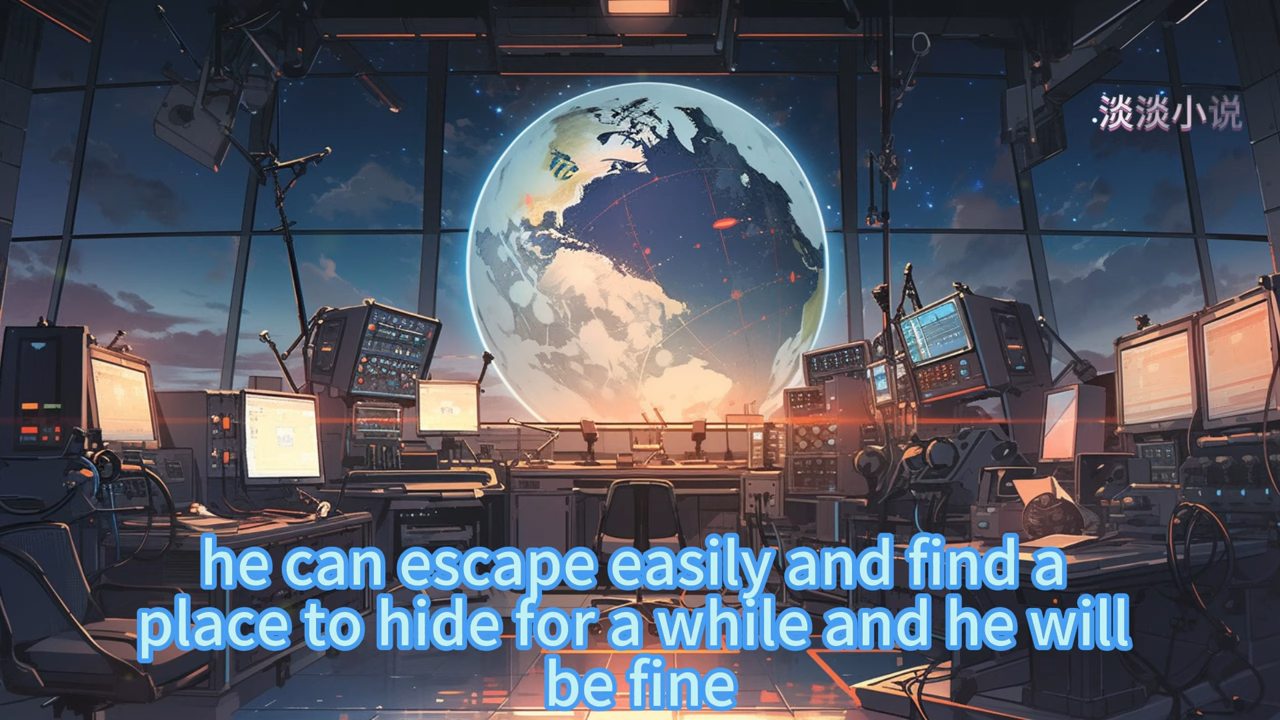 .淡淡小说
he can escape easily and find a
place to hide for a while and he will
be fine